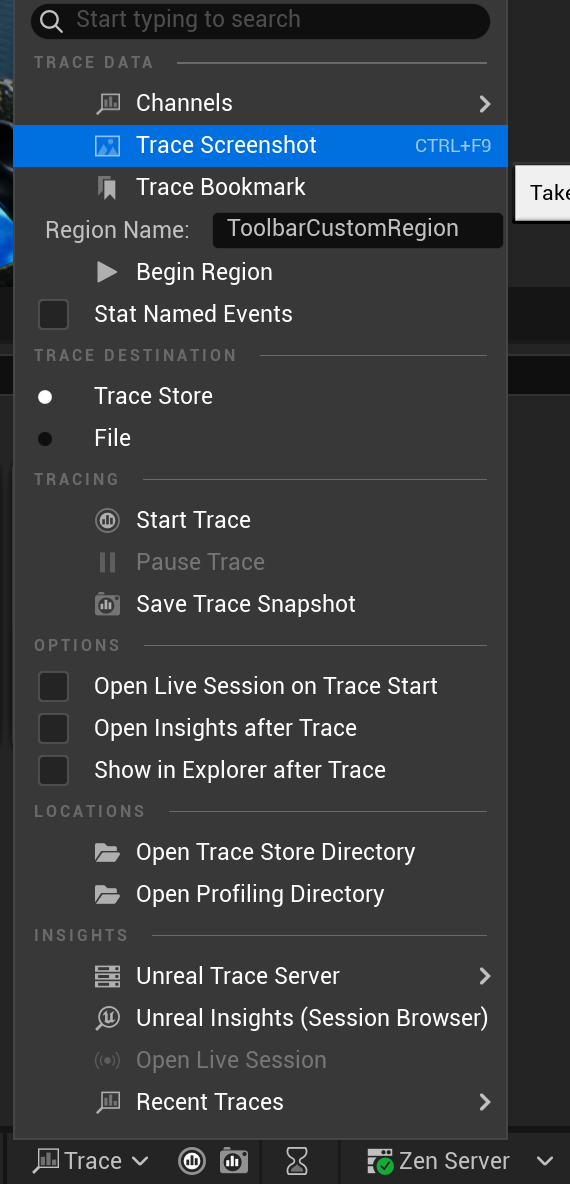 Start typing to search
TRACE DATA
Channels
Trace Screenshot CTRL+F9
Take
Trace Bookmark
Region Name: ToolbarCustomRegion
Begin Region
Stat Named Events
TRACE DESTINATION
Trace Store
File
TRACING
Start Trace
Pause Trace
Save Trace Snapshot
OPTIONS
Open Live Session on Trace Start
Open Insights after Trace
Show in Explorer after Trace
LOCATIONS
Open Trace Store Directory
Open Profiling Directory
INSIGHTS
Unreal Trace Server
Unreal Insights (Session Browser)
Open Live Session
Recent Traces
Trace Zen Server